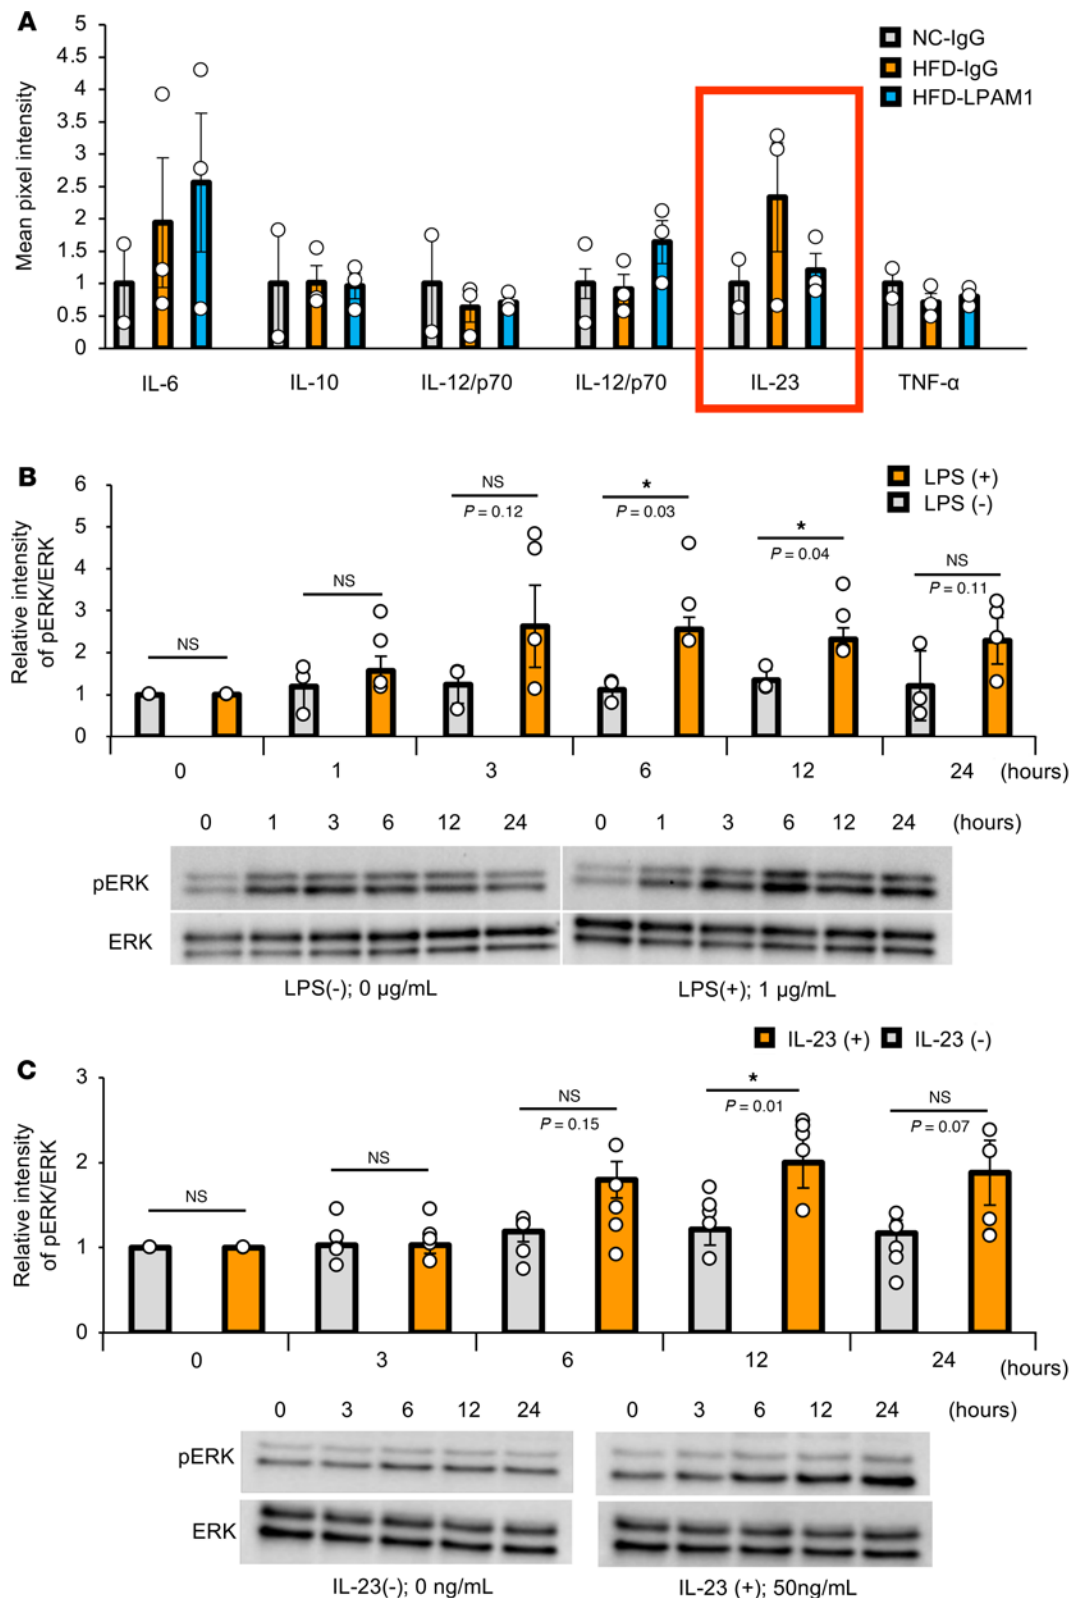 A
5
4.5
4
3.5
3
2.5
2
1.5
1
0.5
0
Mean pixel intensity
NC-IgG
HFD-IgG
HFD-LPAM1
IL-6 IL-10 IL-12/p70 IL-12/p70 IL-23 TNF-α
B
6
5
4
3
2
1
0
Relative intensity
of pERK/ERK
LPS (+)
LPS (-)
NS
NS
NS
P = 0.12
*
P = 0.03
*
P = 0.04
NS
P = 0.11
0 1 3 6 12 24 (hours)
0 1 3 6 12 24 0 1 3 6 12 24 (hours)
pERK
ERK
LPS(-); 0 µg/mL LPS(+); 1 µg/mL
IL-23 (+) IL-23 (-)
C
3
2
1
0
Relative intensity
of pERK/ERK
NS
NS
NS
P = 0.15
*
P = 0.01
NS
P = 0.07
0 3 6 12 24 (hours)
0 3 6 12 24 0 3 6 12 24 (hours)
pERK
ERK
IL-23(-); 0 ng/mL IL-23 (+); 50ng/mL